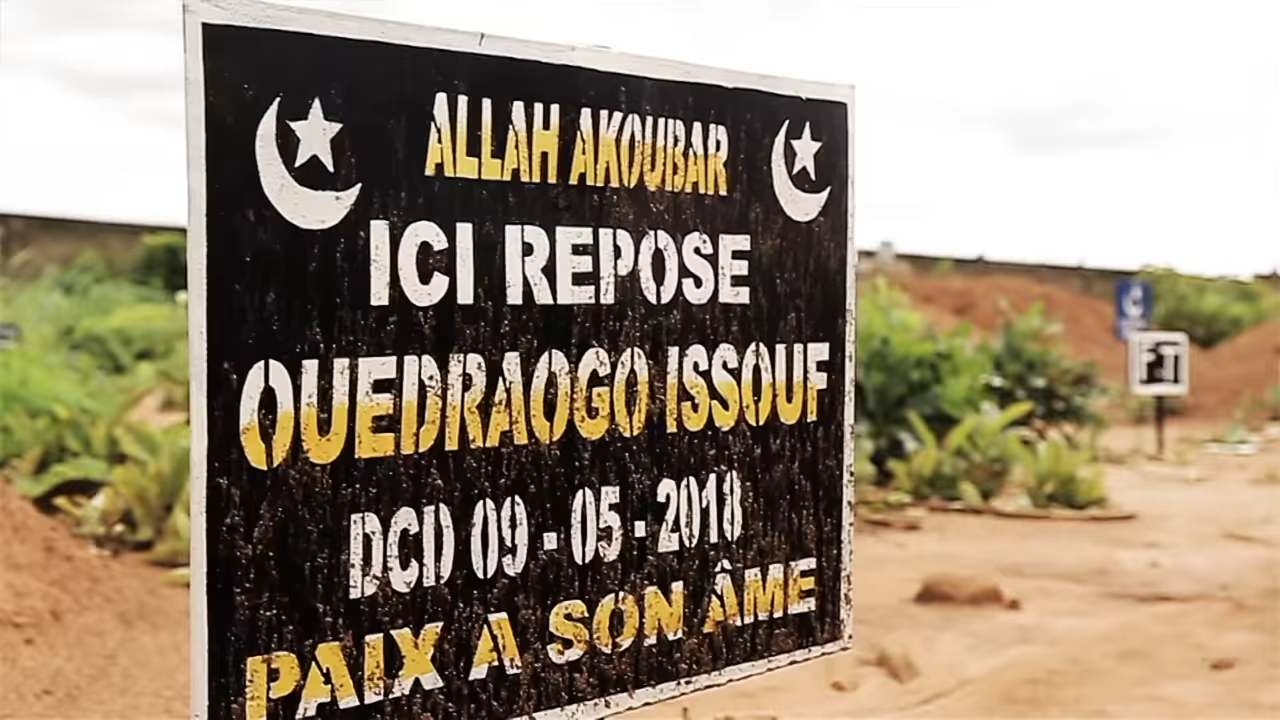 ALLAH AKOUBAR
ICI REPOSE
OUEDRAOGO ISSOUF
DCD 09 - 05 - 2018
PAIX A SON ÂME